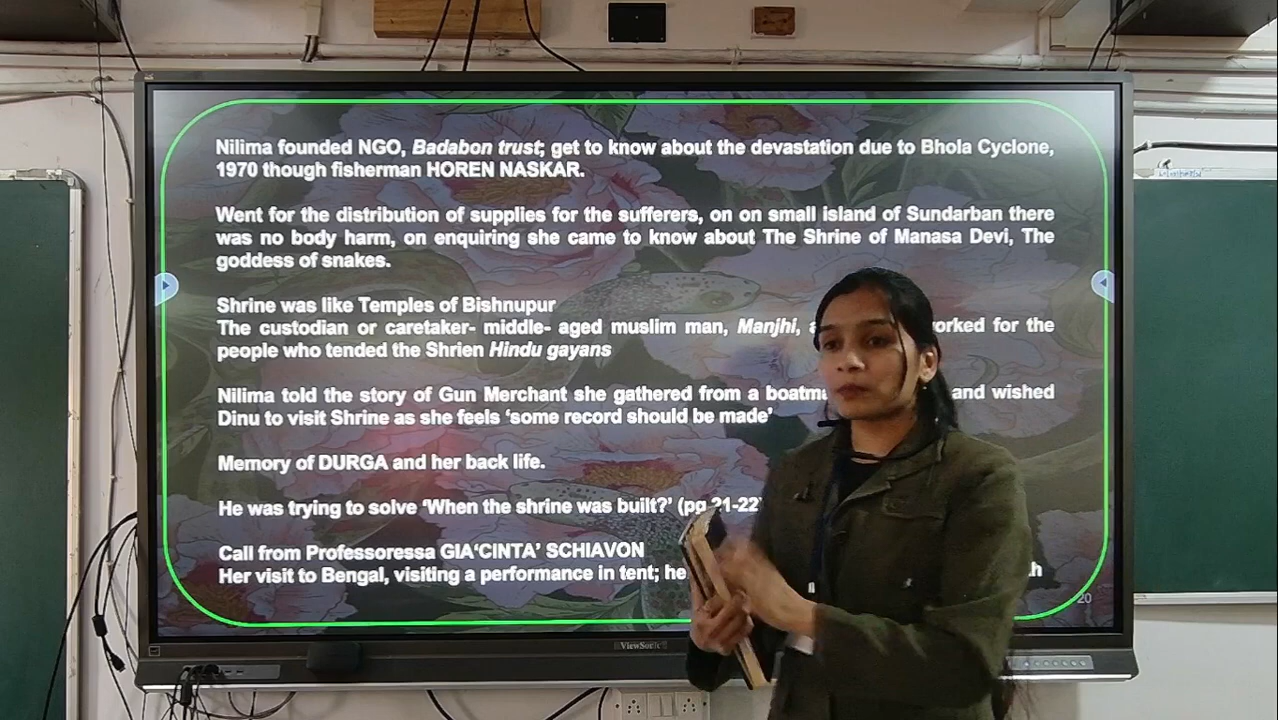 Nilima founded NGO, Badabon trust; get to know about the devastation due to Bhola Cyclone,
1970 though fisherman HOREN NASKAR.
Went for the distribution of supplies for the sufferers, on on small island of Sundarban there
was no body harm, on enquiring she came to know about The Shrine of Manasa Devi, The
goddess of snakes.
Shrine was like Temples of Bishnupur
The custodian or caretaker- middle- aged muslim man, Manjhi, for the
people who tended the Shrien Hindu gayans
Nilima told the story of Gun Merchant she gathered from a and wished
Dinu to visit Shrine as she feels ‘some record should be made’
Memory of DURGA and her back life.
He was trying to solve ‘When the shrine was built?’ (pg 21-22)
Call from Professoressa GIA‘CINTA’ SCHIAVON
Her visit to Bengal, visiting a performance in tent;
20
ViewSonic